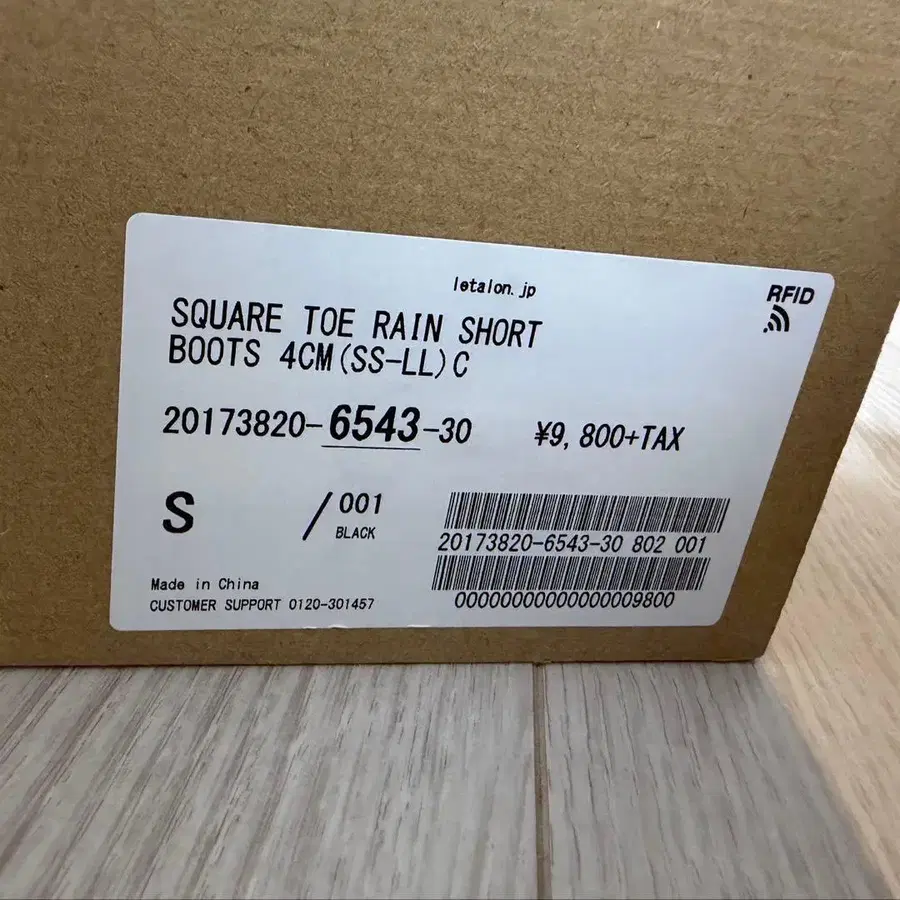 letalon.jp
RFID
SQUARE TOE RAIN SHORT
BOOTS 4CM(SS-LL)C
20173820-6543-30 ¥9,800+TAX
S / 001
BLACK
20173820-6543-30 802 001
Made in China
CUSTOMER SUPPORT 0120-301457
00000000000000009800